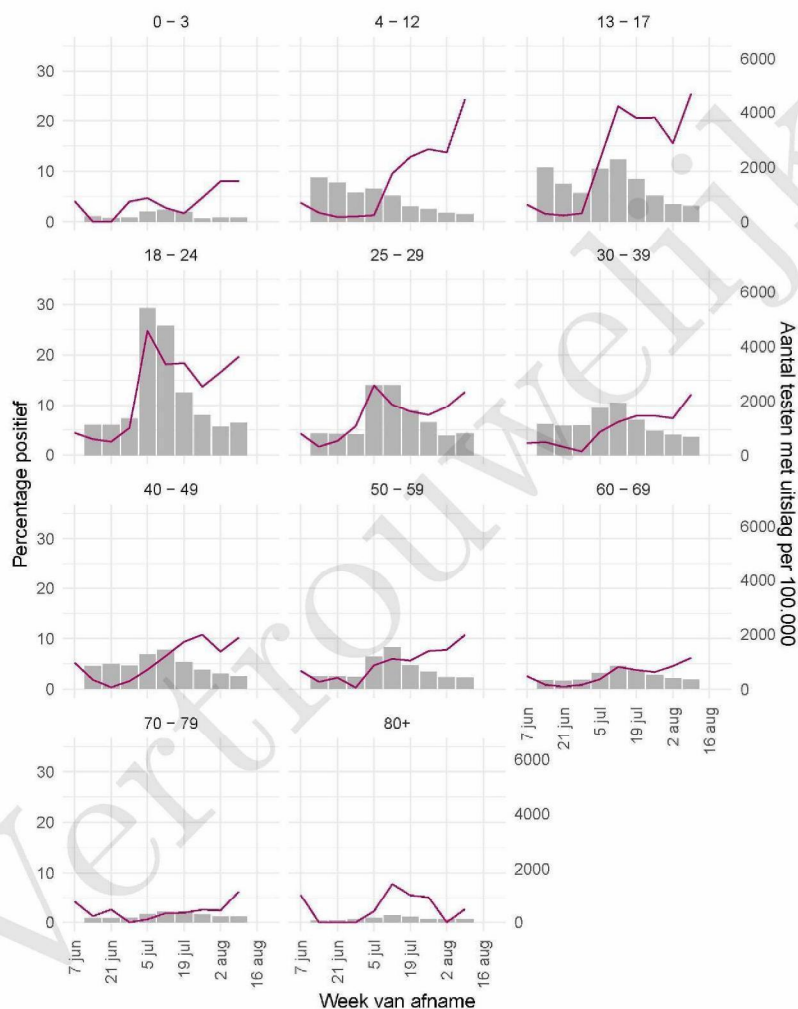 0 – 3
4 – 12
13 – 17
30
20
10
0
6000
4000
2000
0
18 – 24
25 – 29
30 – 39
30
20
10
0
6000
4000
2000
0
40 – 49
50 – 59
60 – 69
30
20
10
0
6000
4000
2000
0
70 – 79
80+
30
20
10
0
6000
4000
2000
0
7 jun
21 jun
5 jul
19 jul
2 aug
16 aug
7 jun
21 jun
5 jul
19 jul
2 aug
16 aug
7 jun
21 jun
5 jul
19 jul
2 aug
16 aug
Percentage positief
Aantal testen met uitslag per 100.000
Week van afname
Vertrouwelijk